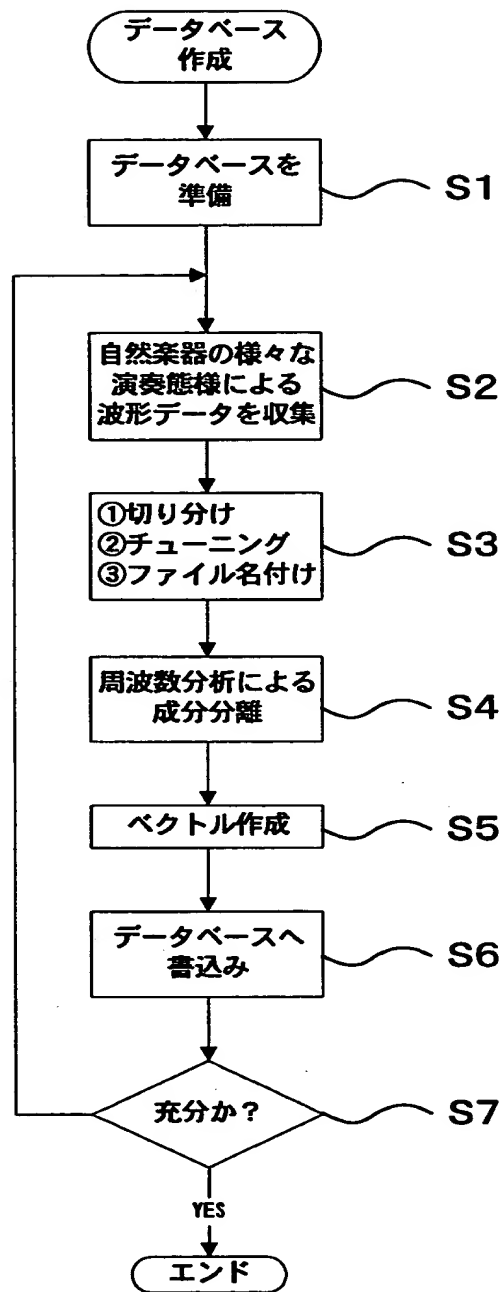 データベース
作成
データベースを
準備
S1
自然楽器の様々な
演奏態様による
波形データを収集
S2
①切り分け
②チューニング
③ファイル名付け
S3
周波数分析による
成分分離
S4
ベクトル作成
S5
データベースへ
書込み
S6
充分か？
S7
YES
エンド